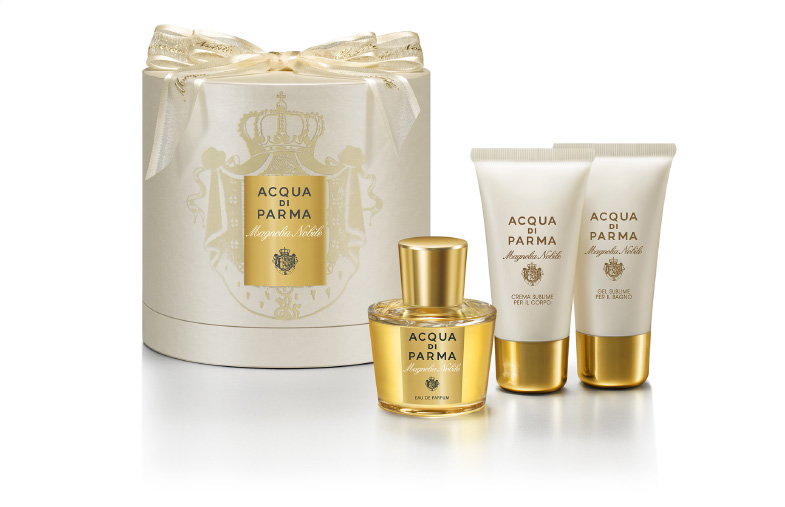 ACQUA
DI
PARMA
Magnolia Nobile
ACQUA
DI
PARMA
Magnolia Nobile
EAU DE PARFUM
ACQUA
DI
PARMA
Magnolia Nobile
CREMA SUBLIME
PER IL CORPO
ACQUA
DI
PARMA
Magnolia Nobile
GEL SUBLIME
PER IL BAGNO